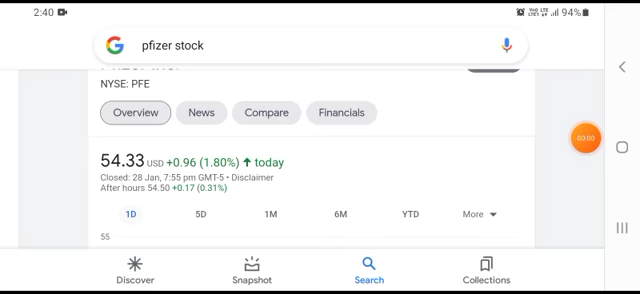 2:40
94%
pfizer stock
NYSE: PFE
Overview News Compare Financials
54.33 USD +0.96 (1.80%) ↑ today
Closed: 28 Jan, 7:55 pm GMT-5 • Disclaimer
After hours 54.50 +0.17 (0.31%)
1D 5D 1M 6M YTD More
55
00:00
Discover Snapshot Search Collections